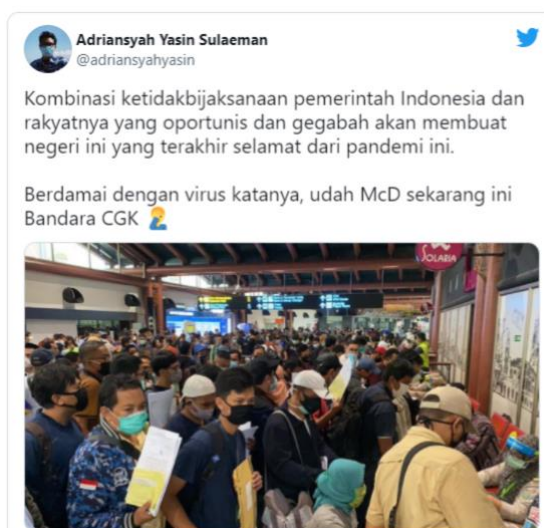 Adriansyah Yasin Sulaeman
@adriansyahyasin
Kombinasi ketidakbijaksanaan pemerintah Indonesia dan
rakyatnya yang oportunis dan gegabah akan membuat
negeri ini yang terakhir selamat dari pandemi ini.
Berdamai dengan virus katanya, udah McD sekarang ini
Bandara CGK
SOLARIA